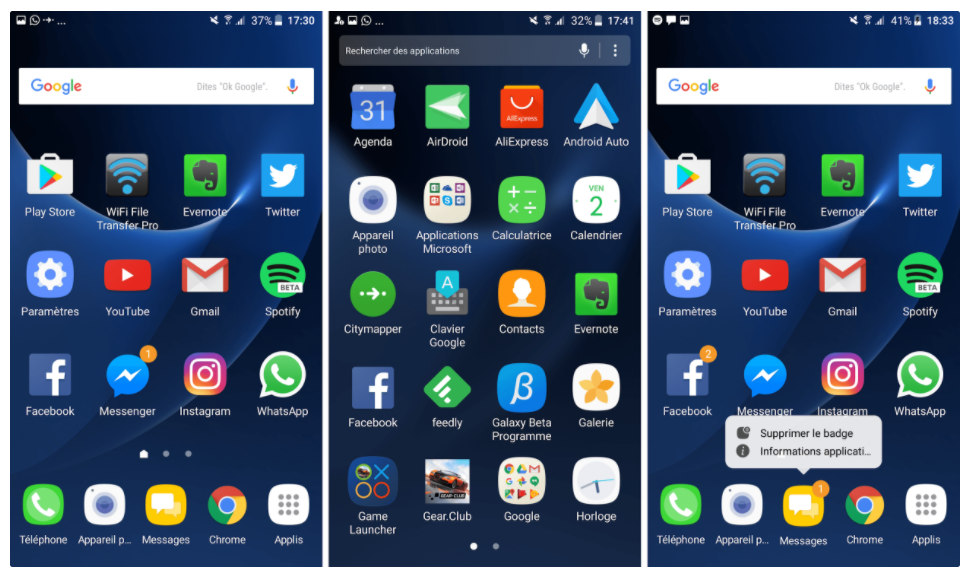 ... 37% 17:30
Google Dites "Ok Google".
Play Store WiFi File Transfer Pro Evernote Twitter
Paramètres YouTube Gmail BETA Spotify
1
Facebook Messenger Instagram WhatsApp
Téléphone Appareil p... Messages Chrome Applis
... 32% 17:41
Rechercher des applications
31 AliExpress
Agenda AirDroid AliExpress Android Auto
VEN 2
Appareil photo Applications Microsoft Calculatrice Calendrier
A
Citymapper Clavier Google Contacts Evernote
Facebook feedly Galaxy Beta Programme Galerie
GEAR.CLUB
Game Launcher Gear.Club Google Horloge
41% 18:33
Google Dites "Ok Google".
Play Store WiFi File Transfer Pro Evernote Twitter
Paramètres YouTube Gmail BETA Spotify
2
Facebook Messenger Instagram WhatsApp
Supprimer le badge
Informations applicati...
1
Téléphone Appareil p... Messages Chrome Applis